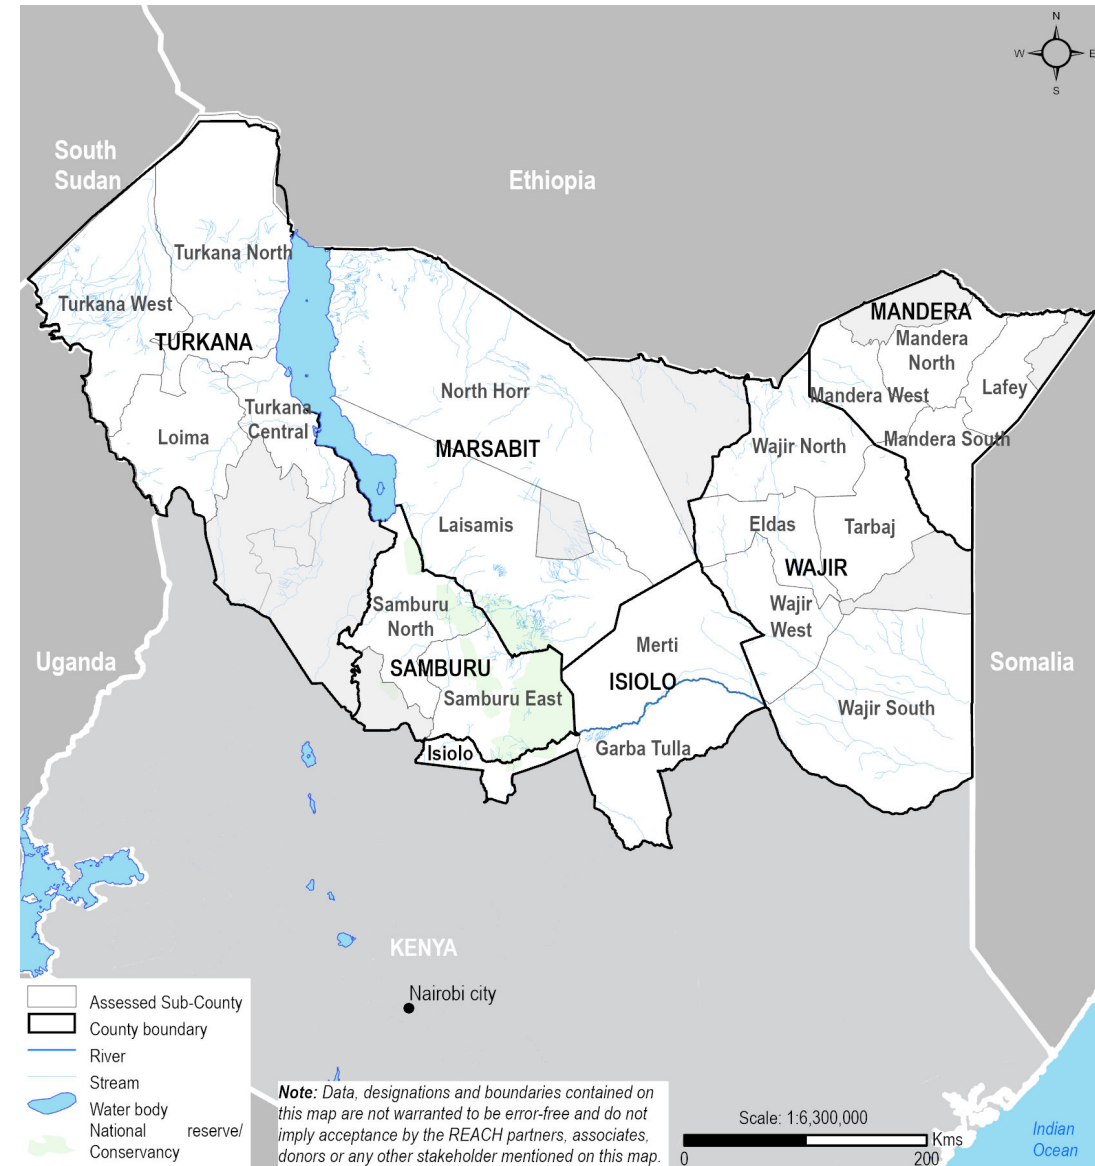 N
W
E
S
South
Sudan
Ethiopia
Turkana North
Turkana West
TURKANA
MANDERA
Mandera
North
Mandera West
Lafey
Mandera South
North Horr
Turkana
Central
Loima
MARSABIT
Wajir North
Laisamis
Eldas
Tarbaj
WAJIR
Samburu
North
Wajir
West
Merti
Uganda
SAMBURU
ISIOLO
Somalia
Samburu East
Wajir South
Isiolo
Garba Tulla
KENYA
Nairobi city
Assessed Sub-County
County boundary
River
Stream
Water body
National reserve/
Conservancy
Note: Data, designations and boundaries contained on
this map are not warranted to be error-free and do not
imply acceptance by the REACH partners, associates,
donors or any other stakeholder mentioned on this map.
Scale: 1:6,300,000
Kms
0
200
Indian
Ocean